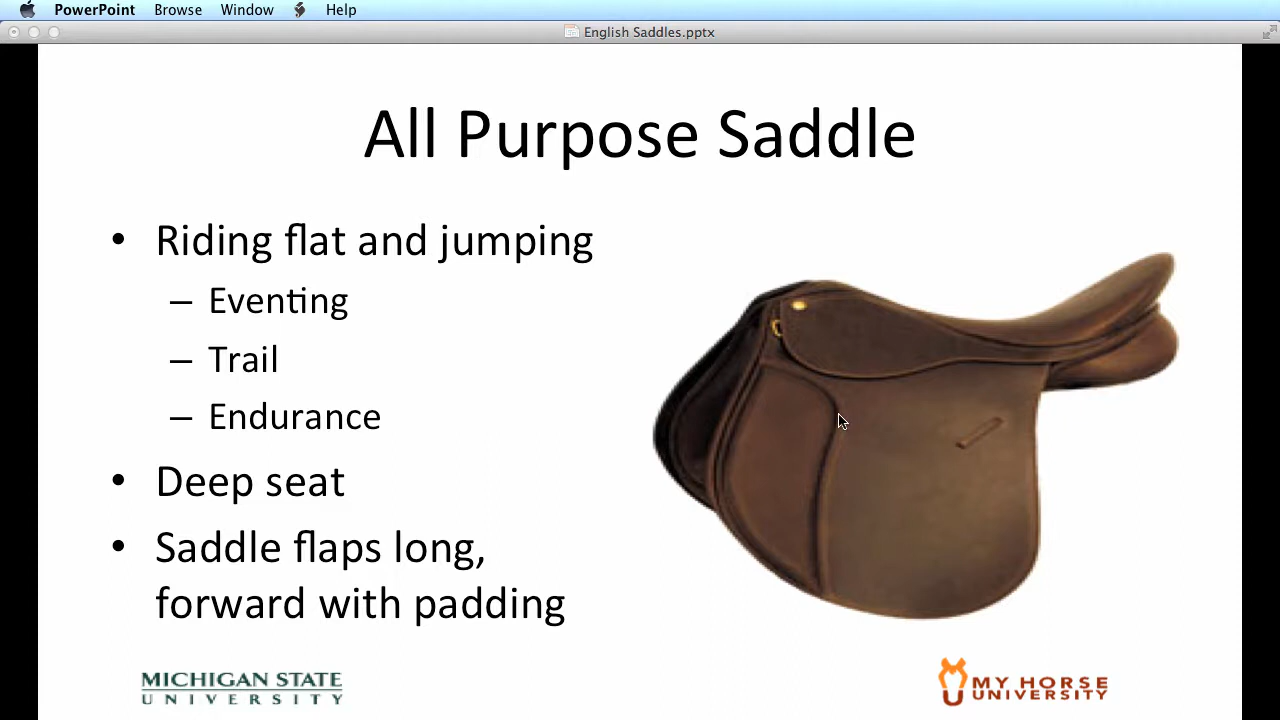 PowerPoint Browse Window Help
English Saddles.pptx
All Purpose Saddle
• Riding flat and jumping
– Eventing
– Trail
– Endurance
• Deep seat
• Saddle flaps long,
forward with padding
MICHIGAN STATE
UNIVERSITY
MY HORSE
UNIVERSITY